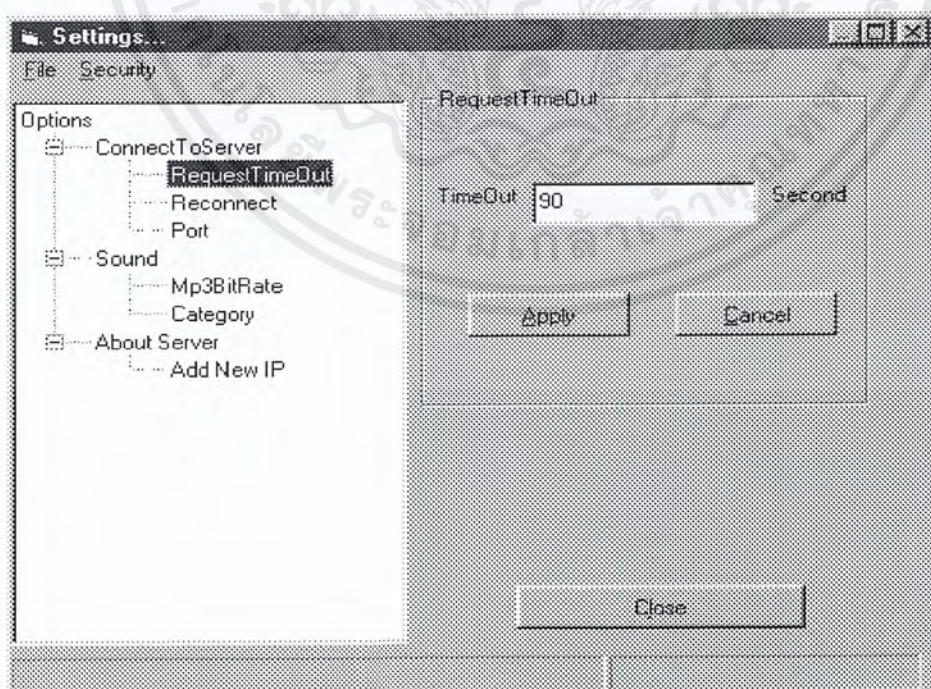 Settings...
File Security
Options
ConnectToServer
RequestTimeOut
Reconnect
Port
Sound
Mp3BitRate
Category
About Server
Add New IP
RequestTimeOut
TimeOut 90 Second
Apply Cancel
Close